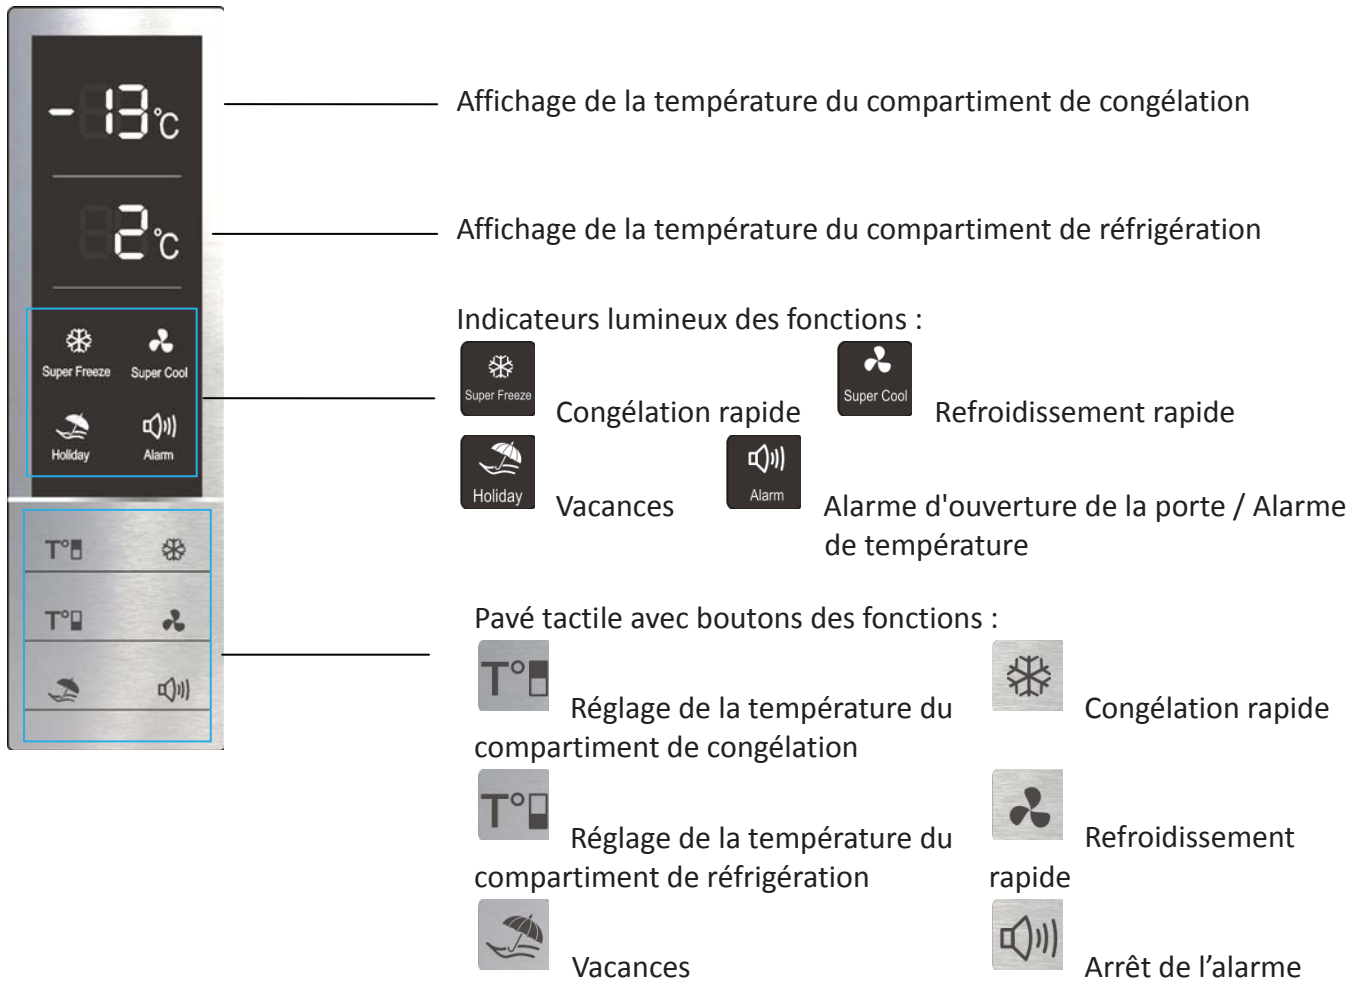 -13°C
Affichage de la température du compartiment de congélation
2°C
Affichage de la température du compartiment de réfrigération
Super Freeze Super Cool
Holiday Alarm
Indicateurs lumineux des fonctions :
Super Freeze
Congélation rapide
Super Cool
Refroidissement rapide
Holiday
Vacances
Alarm
Alarme d'ouverture de la porte / Alarme
de température
T°
T°
Pavé tactile avec boutons des fonctions :
T°
Réglage de la température du
compartiment de congélation
Congélation rapide
T°
Réglage de la température du
compartiment de réfrigération
Refroidissement
rapide
Vacances
Arrêt de l’alarme